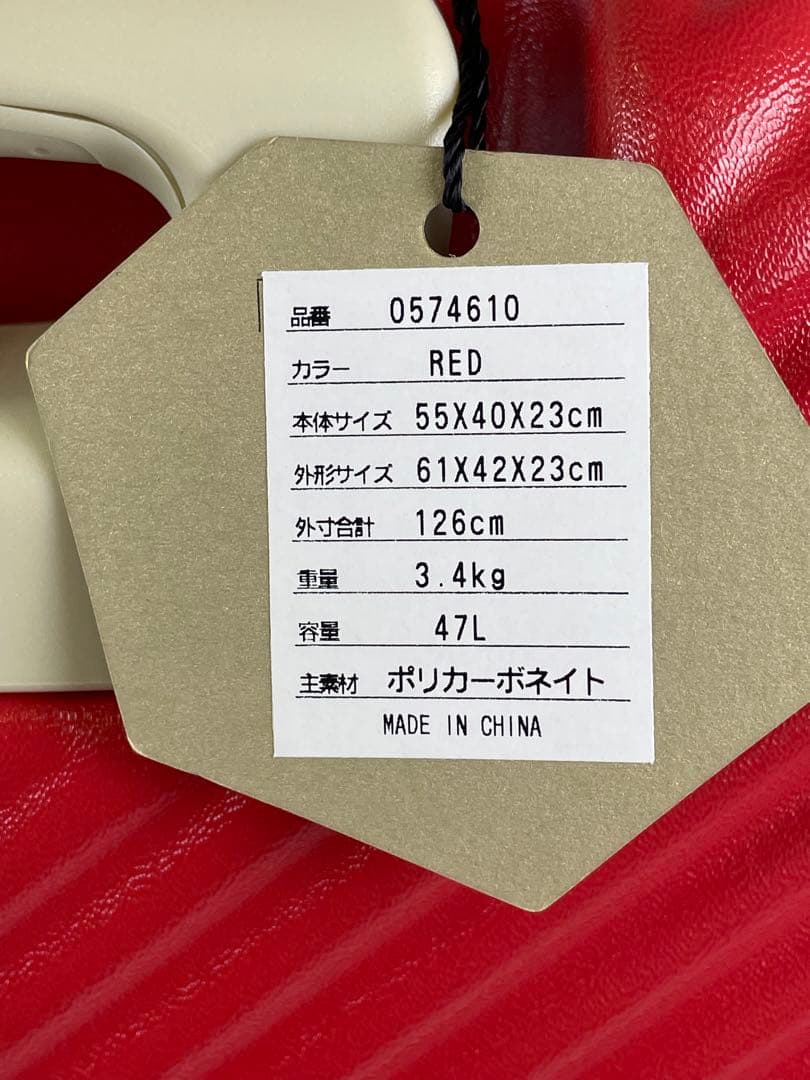 品番 0574610
カラー RED
本体サイズ 55X40X23cm
外形サイズ 61X42X23cm
外寸合計 126cm
重量 3.4kg
容量 47L
主素材 ポリカーボネイト
MADE IN CHINA